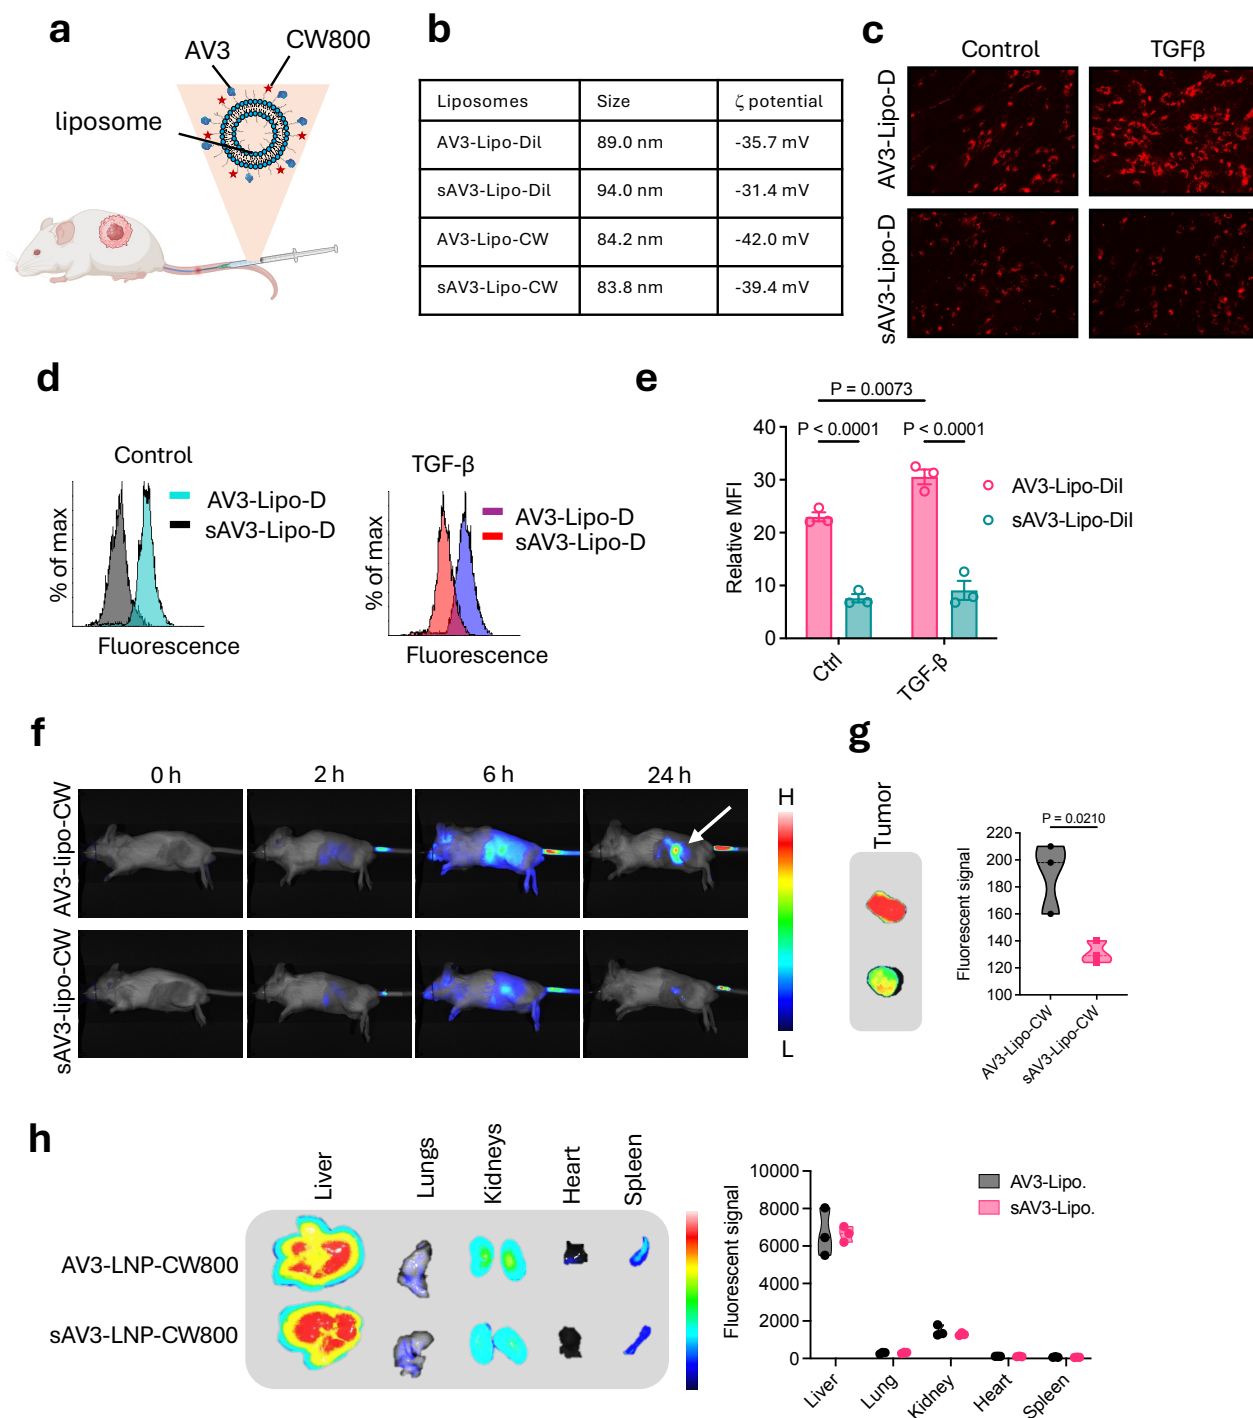 a
AV3
CW800
liposome
b
Liposomes Size ζ potential
AV3-Lipo-Dil 89.0 nm -35.7 mV
sAV3-Lipo-Dil 94.0 nm -31.4 mV
AV3-Lipo-CW 84.2 nm -42.0 mV
sAV3-Lipo-CW 83.8 nm -39.4 mV
c
Control TGFβ
AV3-Lipo-D
sAV3-Lipo-D
d
Control
AV3-Lipo-D
sAV3-Lipo-D
% of max
Fluorescence
TGF-β
AV3-Lipo-D
sAV3-Lipo-D
% of max
Fluorescence
e
P = 0.0073
P < 0.0001 P < 0.0001
40
30
20
10
0
Relative MFI
Ctrl
TGF-β
AV3-Lipo-Dil
sAV3-Lipo-Dil
f
0 h 2 h 6 h 24 h
AV3-lipo-CW
sAV3-lipo-CW
H
L
g
Tumor
P = 0.0210
220
200
180
160
140
120
100
Fluorescent signal
AV3-Lipo-CW
sAV3-Lipo-CW
h
Liver Lungs Kidneys Heart Spleen
AV3-LNP-CW800
sAV3-LNP-CW800
10000
8000
6000
4000
2000
0
Fluorescent signal
AV3-Lipo.
sAV3-Lipo.
Liver Lung Kidney Heart Spleen